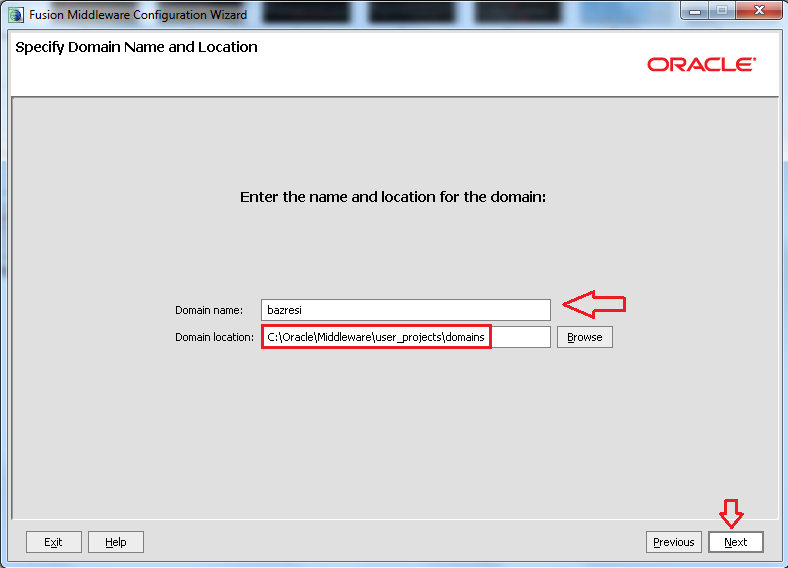 Fusion Middleware Configuration Wizard
Specify Domain Name and Location
ORACLE
Enter the name and location for the domain:
Domain name: bazresi
Domain location: C:\Oracle\Middleware\user_projects\domains Browse
Exit Help Previous Next